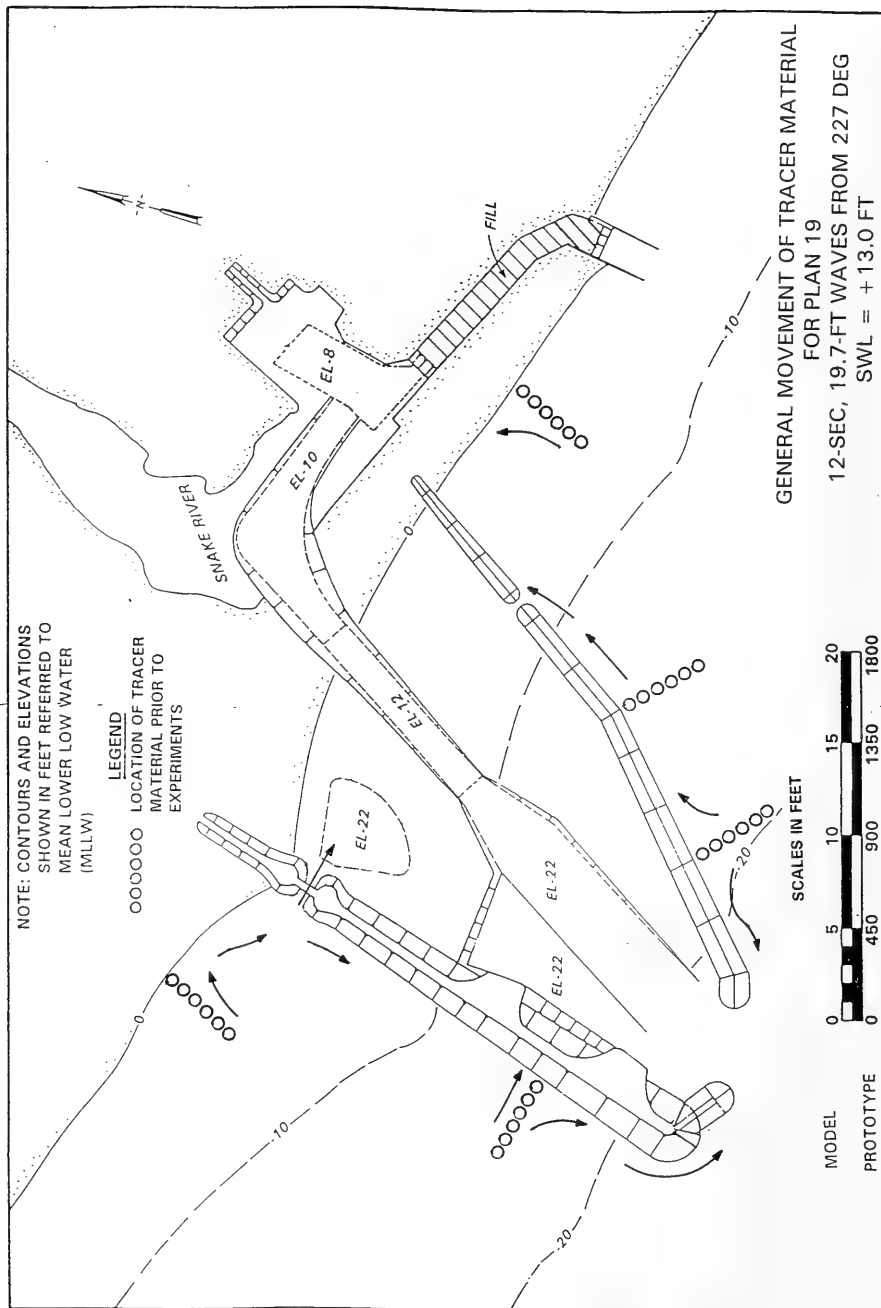 NOTE: CONTOURS AND ELEVATIONS
SHOWN IN FEET REFERRED TO
MEAN LOWER LOW WATER
(MLLW)
LEGEND
OOOOOO LOCATION OF TRACER
MATERIAL PRIOR TO
EXPERIMENTS
-N-
SNAKE RIVER
EL-8
EL-10
EL-12
EL-22
EL-22
EL-22
FILL
0
0
-10
-10
-20
-20
GENERAL MOVEMENT OF TRACER MATERIAL
FOR PLAN 19
12-SEC, 19.7-FT WAVES FROM 227 DEG
SWL = +13.0 FT
SCALES IN FEET
MODEL 0 5 10 15 20
PROTOTYPE 0 450 900 1350 1800